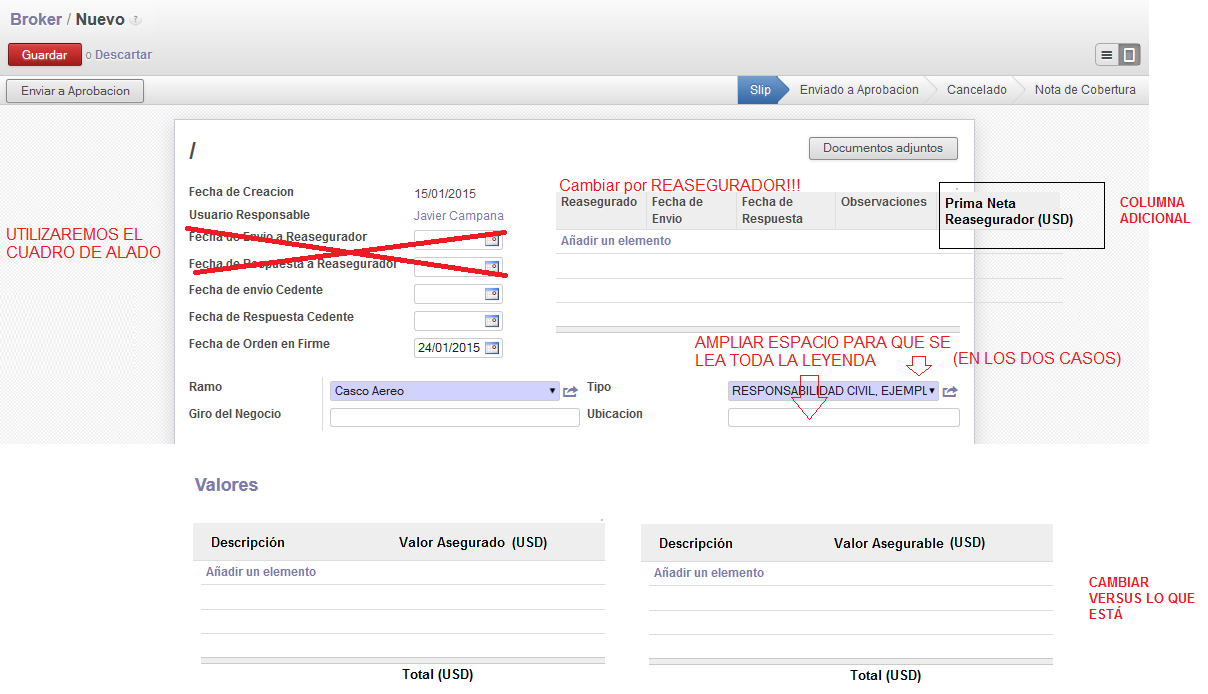 Broker / Nuevo ?
Guardar o Descartar
Enviar a Aprobacion
Slip Enviado a Aprobacion Cancelado Nota de Cobertura
/
Documentos adjuntos
Fecha de Creacion 15/01/2015
Usuario Responsable Javier Campana
Fecha de Envio a Reasegurador
Fecha de Respuesta a Reasegurador
Fecha de envio Cedente
Fecha de Respuesta Cedente
Fecha de Orden en Firme 24/01/2015
UTILIZAREMOS EL
CUADRO DE ALADO
Cambiar por REASEGURADOR!!!
Reasegurado Fecha de Envio Fecha de Respuesta Observaciones Prima Neta Reasegurador (USD)
Añadir un elemento
COLUMNA
ADICIONAL
AMPLIAR ESPACIO PARA QUE SE
LEA TODA LA LEYENDA
(EN LOS DOS CASOS)
Ramo Casco Aereo Tipo RESPONSABILIDAD CIVIL, EJEMPL
Giro del Negocio Ubicacion
Valores
Descripción Valor Asegurado (USD)
Añadir un elemento
Total (USD)
Descripción Valor Asegurable (USD)
Añadir un elemento
Total (USD)
CAMBIAR
VERSUS LO QUE
ESTÁ